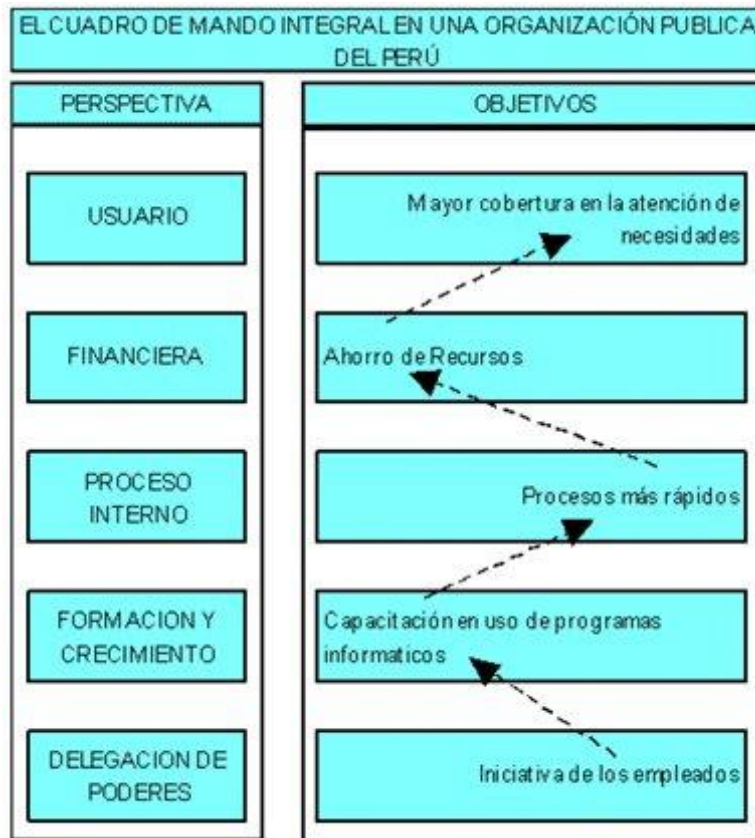 EL CUADRO DE MANDO INTEGRAL EN UNA ORGANIZACIÓN PUBLICA
DEL PERÚ
PERSPECTIVA
OBJETIVOS
USUARIO
Mayor cobertura en la atención de
necesidades
FINANCIERA
Ahorro de Recursos
PROCESO
INTERNO
Procesos más rápidos
FORMACION Y
CRECIMIENTO
Capacitación en uso de programas
informaticos
DELEGACION DE
PODERES
Iniciativa de los empleados